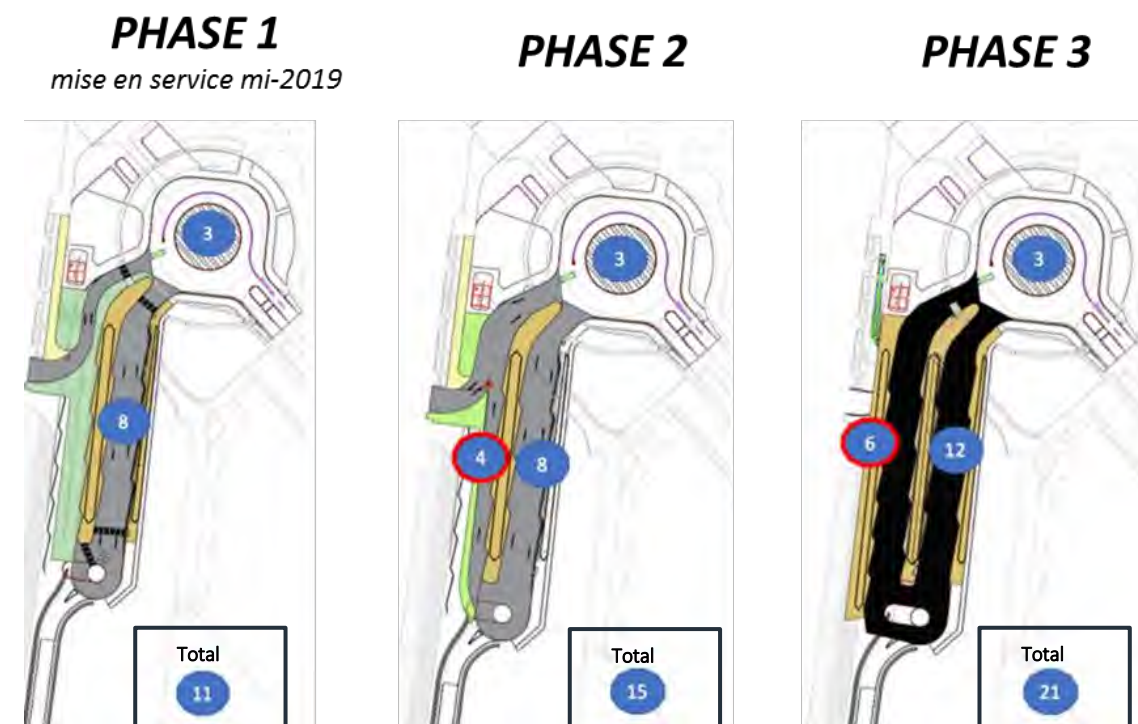 PHASE 1
mise en service mi-2019
3
8
Total
11
PHASE 2
3
4
8
Total
15
PHASE 3
3
6
12
Total
21